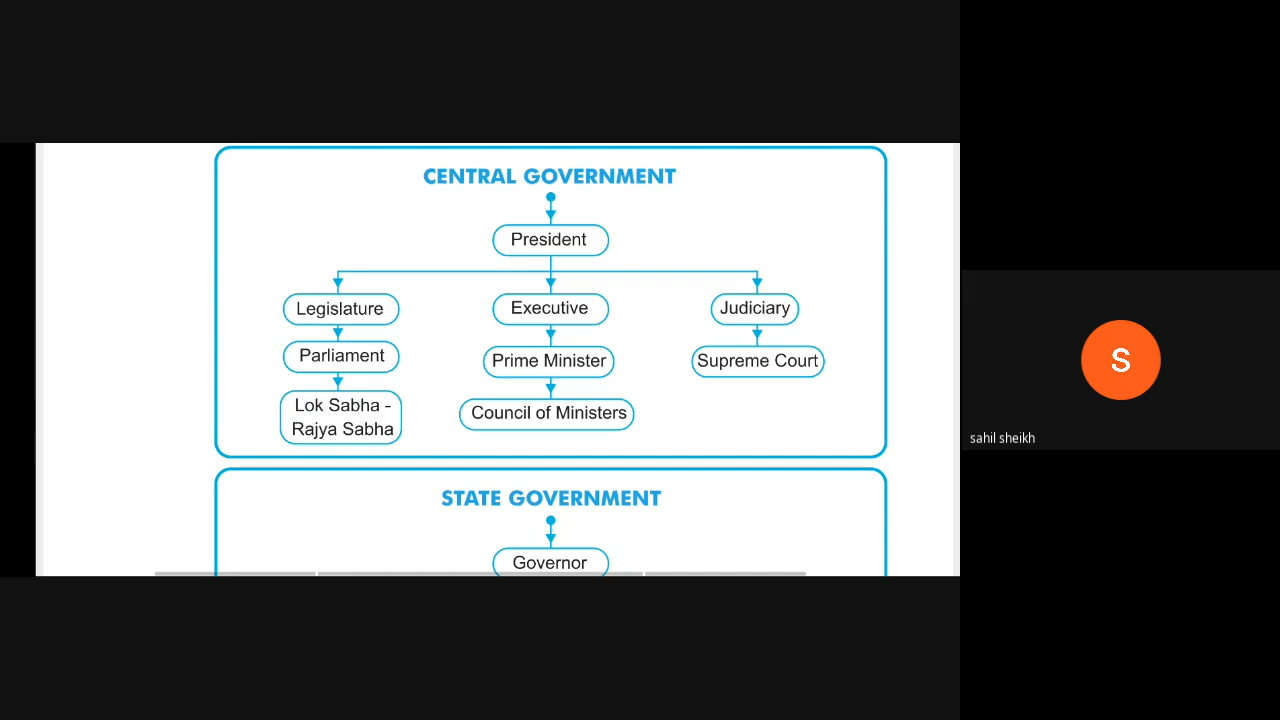 CENTRAL GOVERNMENT
President
Legislature
Executive
Judiciary
Parliament
Prime Minister
Supreme Court
Lok Sabha -
Rajya Sabha
Council of Ministers
STATE GOVERNMENT
Governor
S
sahil sheikh